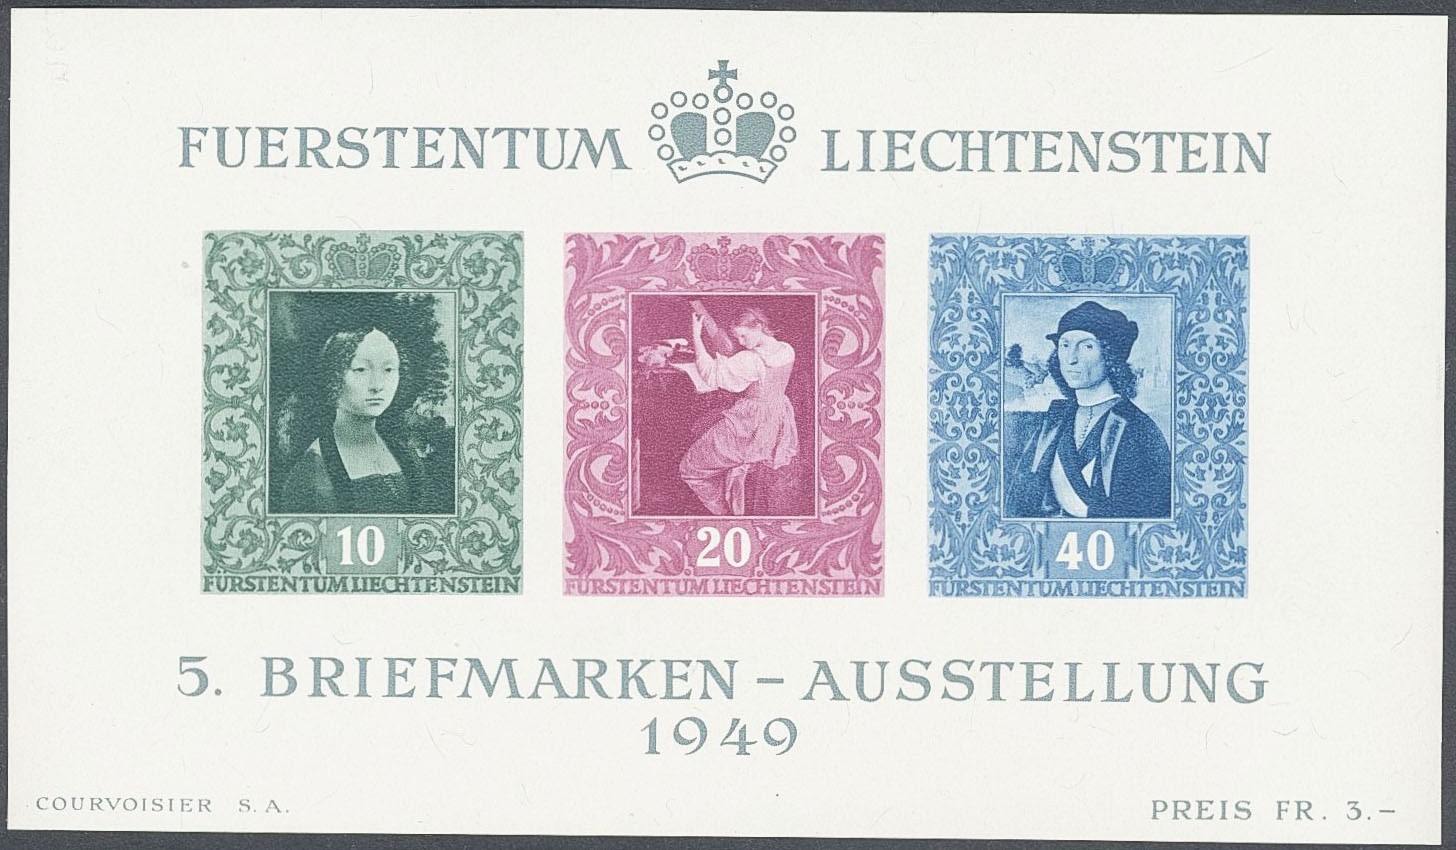 FUERSTENTUM LIECHTENSTEIN
10
FÜRSTENTUM LIECHTENSTEIN
20
FÜRSTENTUM LIECHTENSTEIN
40
FÜRSTENTUM LIECHTENSTEIN
5. BRIEFMARKEN – AUSSTELLUNG
1949
COURVOISIER S. A.
PREIS FR. 3.–